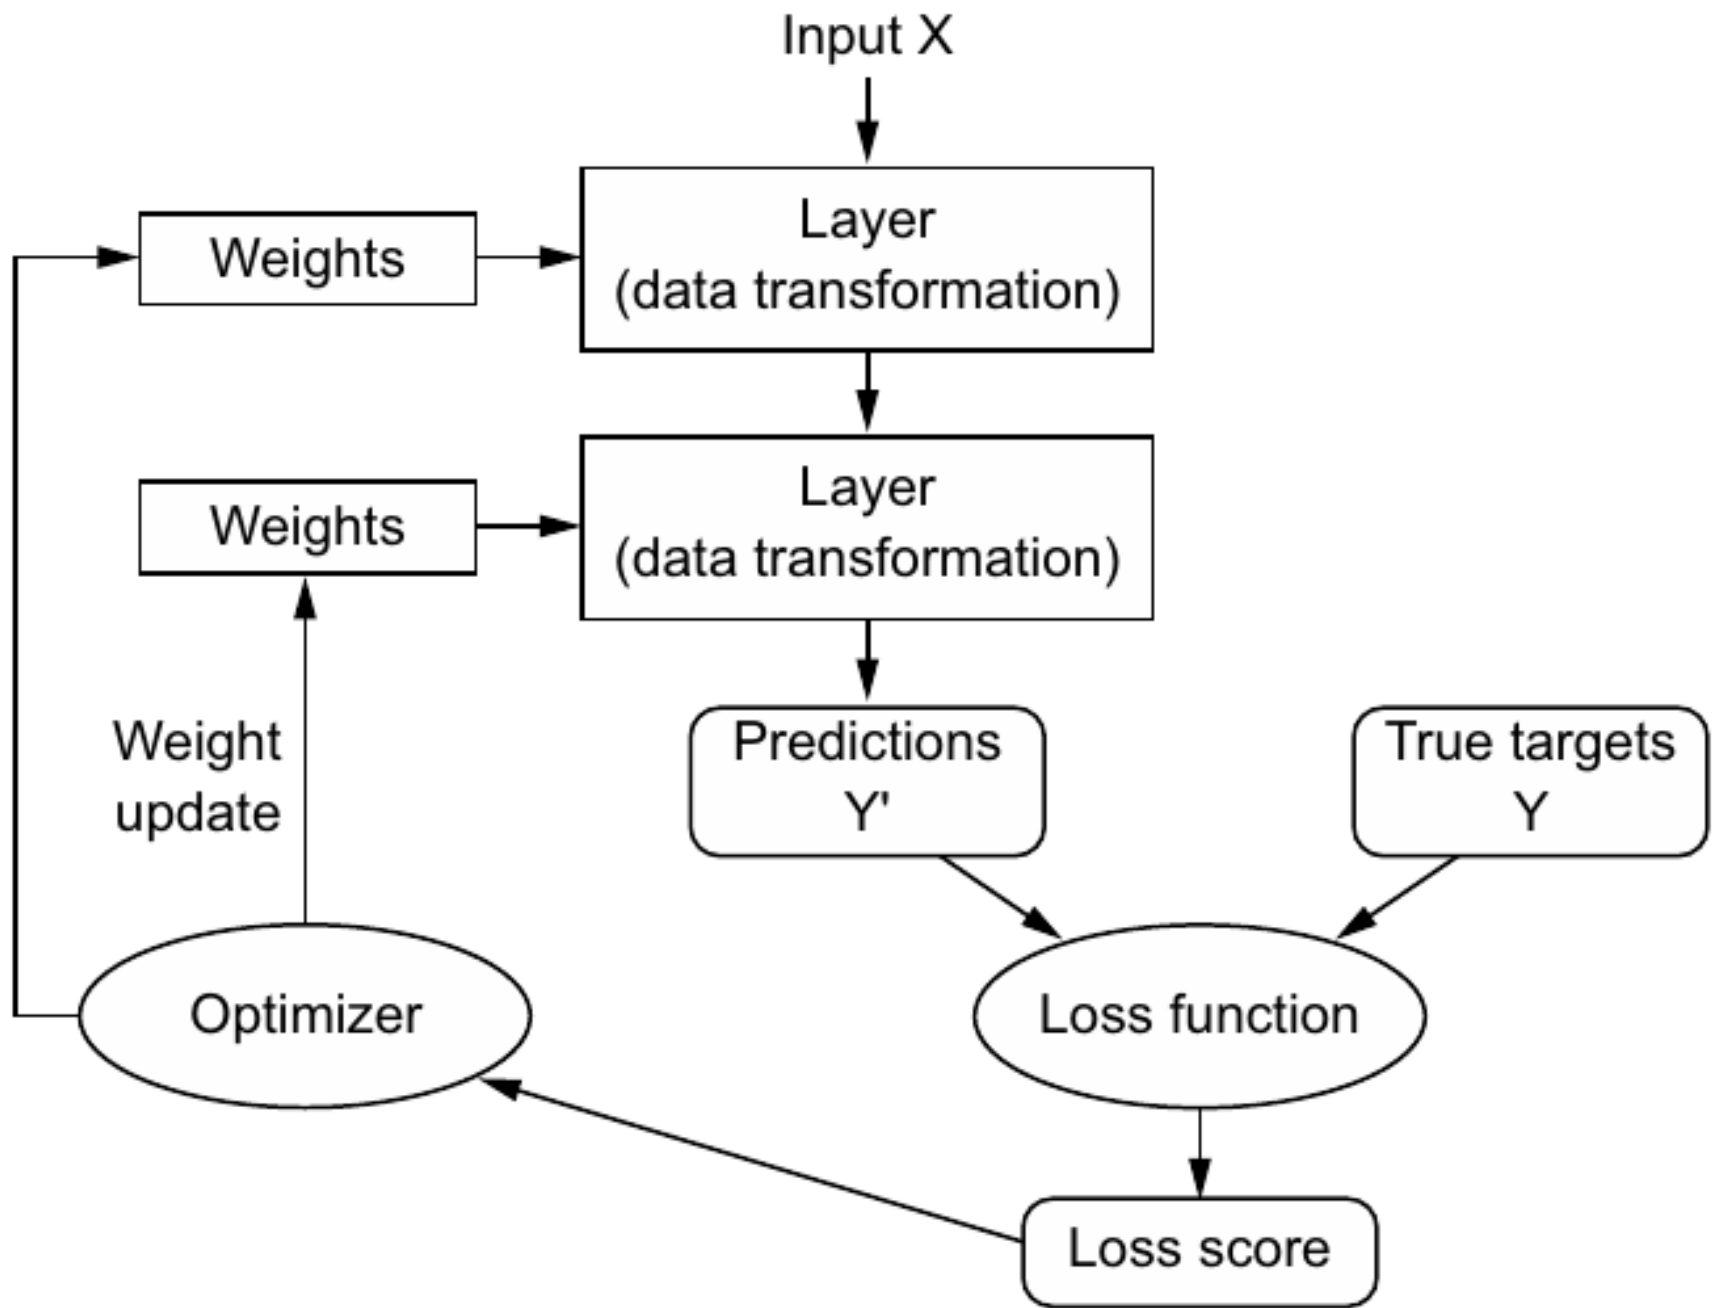 Input X
Layer
(data transformation)
Weights
Layer
(data transformation)
Weights
Weight
update
Predictions
Y'
True targets
Y
Optimizer
Loss function
Loss score